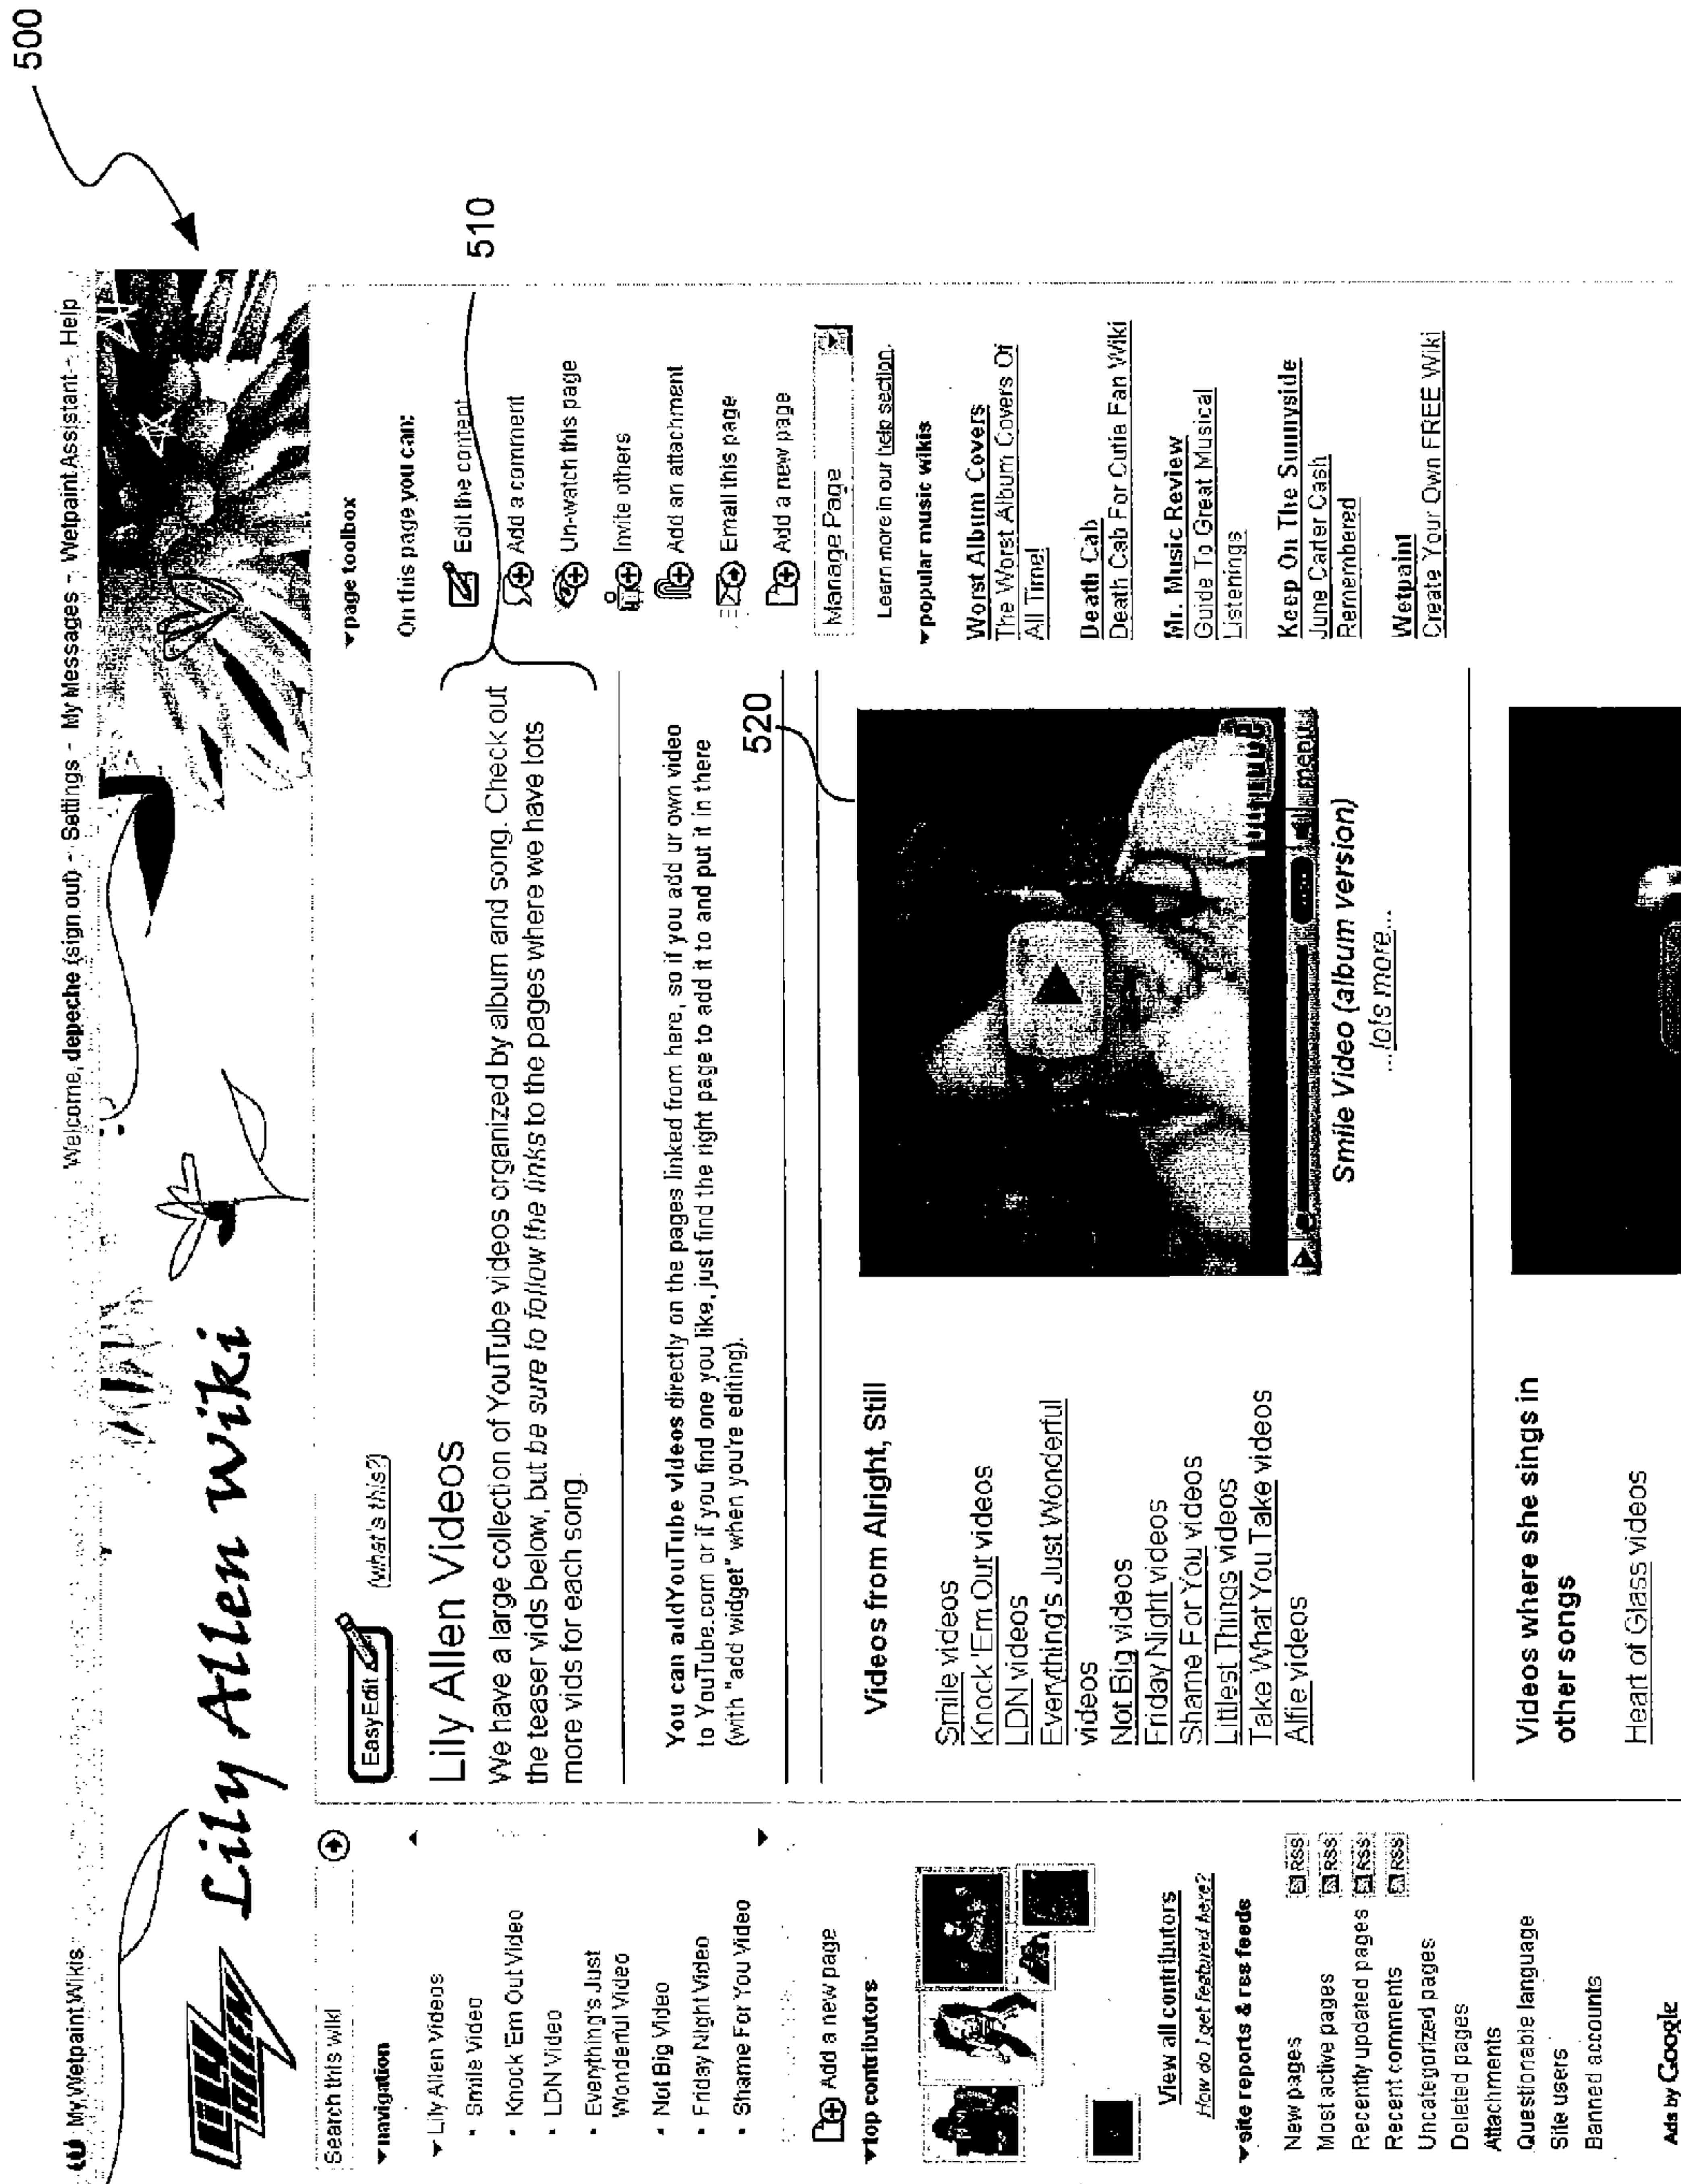 500
My Wetpaint Wikis
Welcome, depeche (sign out) - Settings - My Messages - Wetpaint Assistant - Help
LILY
ALLEN
Lily Allen wiki
Search this wiki
▾navigation
▾ Lily Allen Videos
• Smile Video
• Knock 'Em Out Video
• LDN Video
• Everything's Just
Wonderful Video
• Not Big Video
• Friday Night Video
• Shame For You Video
Add a new page
▾top contributors
View all contributors
How do I get featured here?
▾site reports & rss feeds
New pages RSS
Most active pages RSS
Recently updated pages RSS
Recent comments RSS
Uncategorized pages
Deleted pages
Attachments
Questionable language
Site users
Banned accounts
Ads by Google
EasyEdit
(what's this?)
Lily Allen Videos
We have a large collection of YouTube videos organized by album and song. Check out
the teaser vids below, but be sure to follow the links to the pages where we have lots
more vids for each song.
510
You can add YouTube videos directly on the pages linked from here, so if you add ur own video
to YouTube.com or if you find one you like, just find the right page to add it to and put it in there
(with "add widget" when you're editing).
520
Videos from Alright, Still
Smile videos
Knock 'Em Out videos
LDN videos
Everything's Just Wonderful
videos
Not Big videos
Friday Night videos
Shame For You videos
Littlest Things videos
Take What You Take videos
Alfie videos
YouTube
menu
Smile Video (album version)
...lots more...
Videos where she sings in
other songs
Heart of Glass videos
▾page toolbox
On this page you can:
Edit the content
Add a comment
Un-watch this page
Invite others
Add an attachment
Email this page
Add a new page
Manage Page
Learn more in our help section.
▾popular music wikis
Worst Album Covers
The Worst Album Covers Of
All Time!
Death Cab
Death Cab For Cutie Fan Wiki
Mr. Music Review
Guide To Great Musical
Listenings
Keep On The Sunnyside
June Carter Cash
Remembered
Wetpaint
Create Your Own FREE Wiki